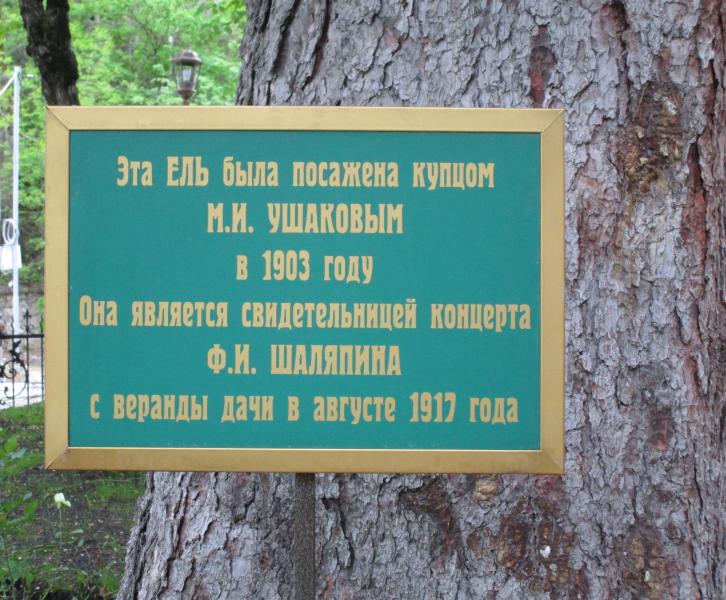 Эта ЕЛЬ была посажена купцом
М.И. УШАКОВЫМ
в 1903 году
Она является свидетельницей концерта
Ф.И. ШАЛЯПИНА
с веранды дачи в августе 1917 года